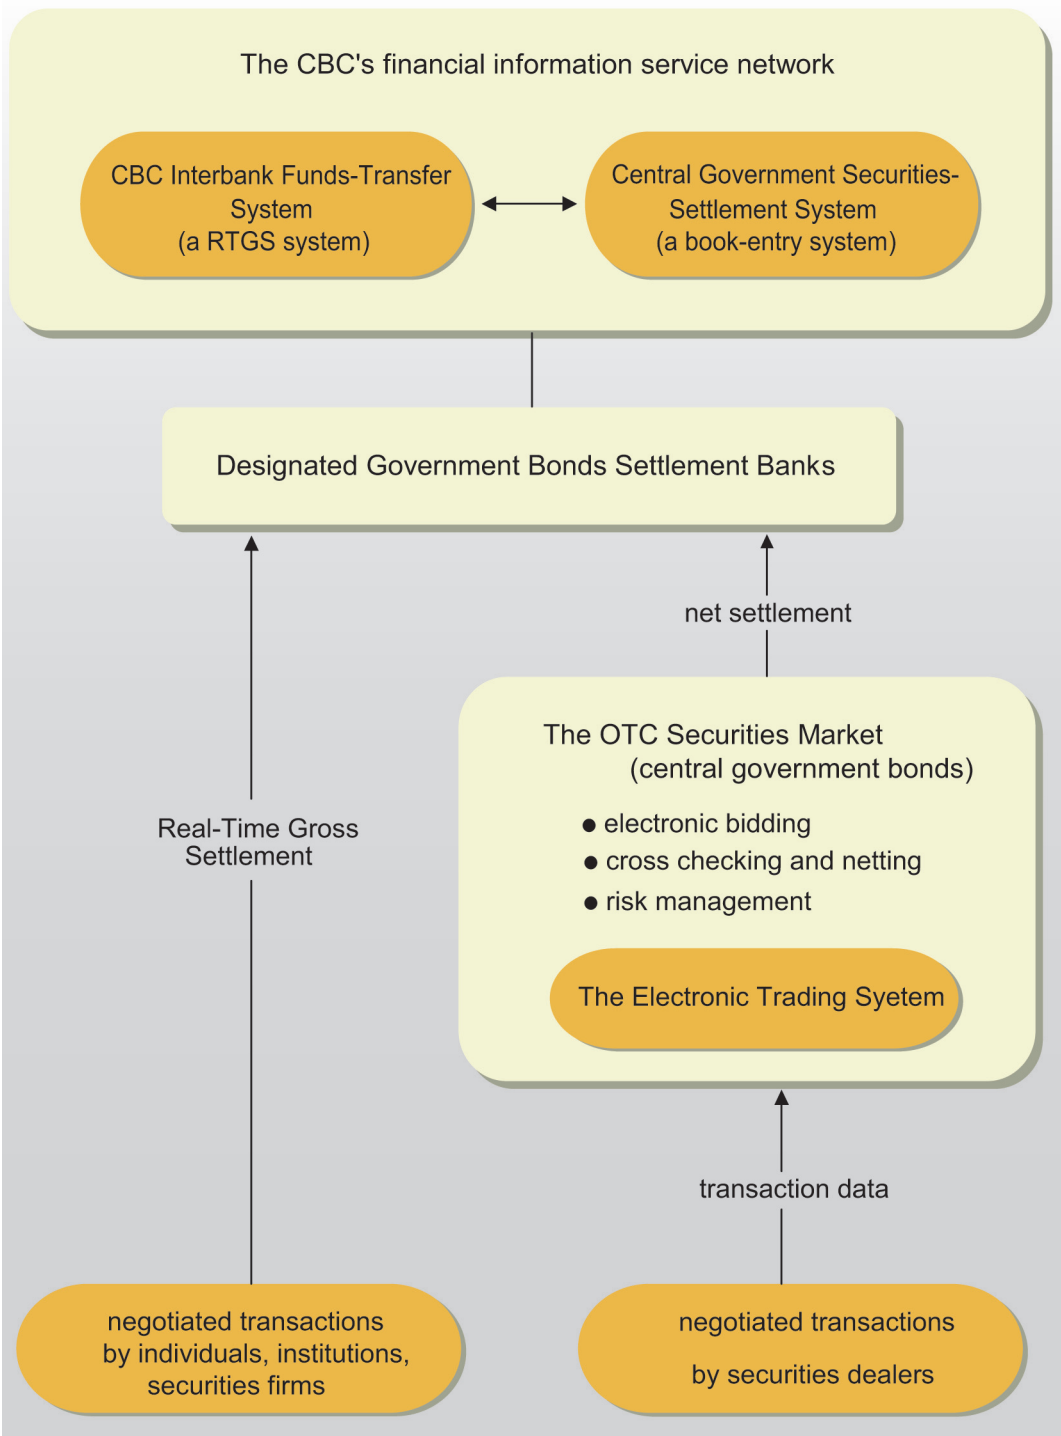 The CBC's financial information service network
CBC Interbank Funds-Transfer
System
(a RTGS system)
Central Government Securities-
Settlement System
(a book-entry system)
Designated Government Bonds Settlement Banks
net settlement
The OTC Securities Market
(central government bonds)
● electronic bidding
● cross checking and netting
● risk management
Real-Time Gross
Settlement
The Electronic Trading Syetem
transaction data
negotiated transactions
by individuals, institutions,
securities firms
negotiated transactions
by securities dealers